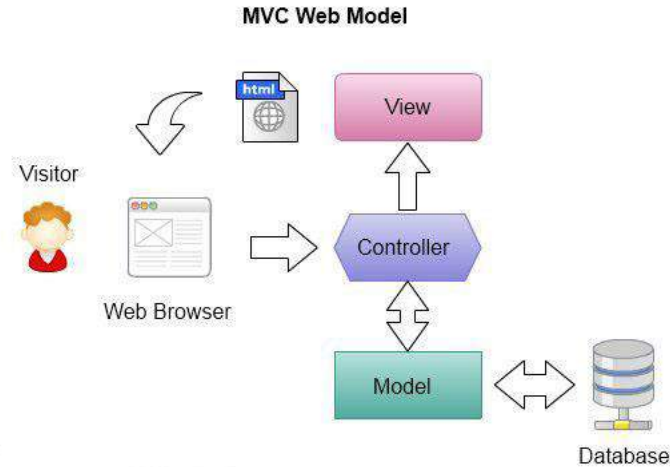 MVC Web Model
html
View
Visitor
Controller
Web Browser
Model
Database